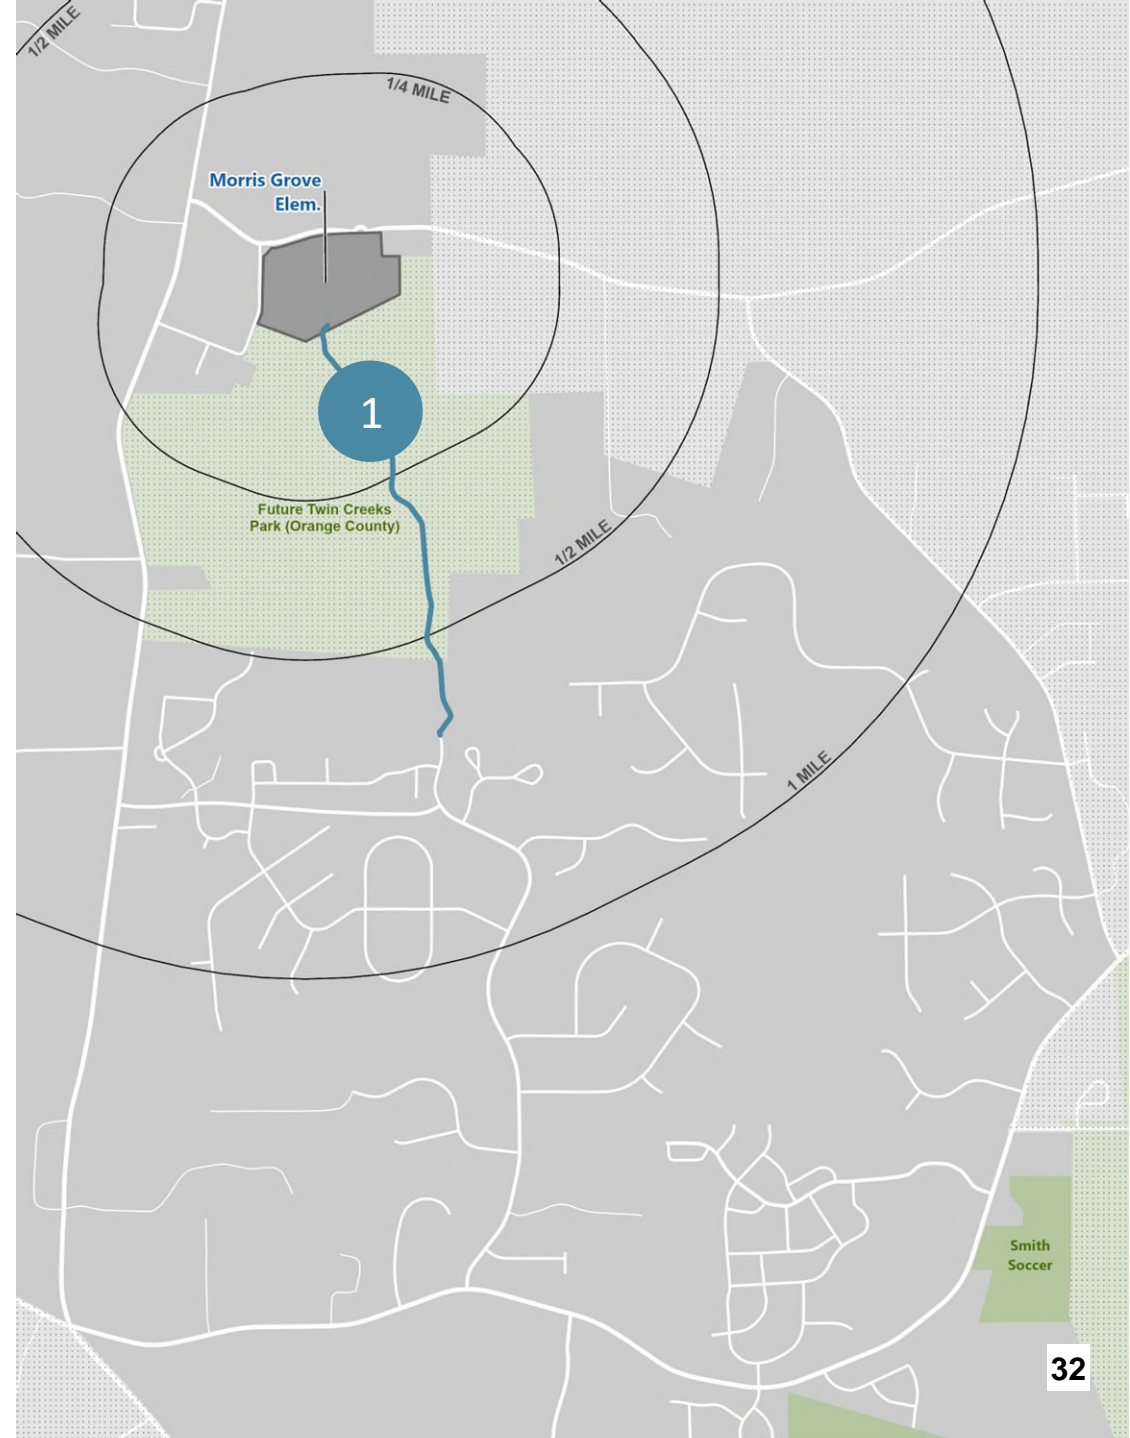 1/2 MILE
1/4 MILE
Morris Grove
Elem.
1
Future Twin Creeks
Park (Orange County)
1/2 MILE
1 MILE
Smith
Soccer
32